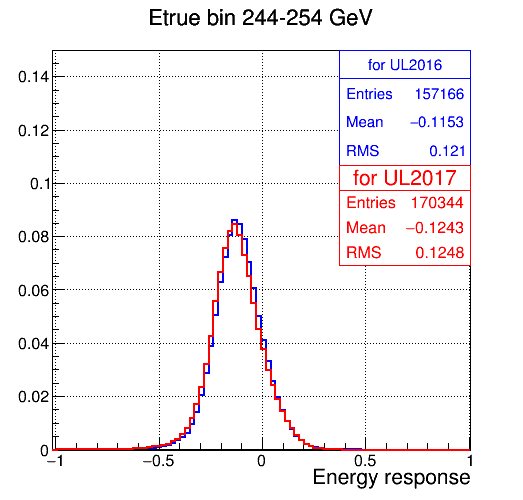 Etrue bin 244-254 GeV
for UL2016
Entries 157166
Mean −0.1153
RMS 0.121
for UL2017
Entries 170344
Mean −0.1243
RMS 0.1248
0.14
0.12
0.1
0.08
0.06
0.04
0.02
0
−1 −0.5 0 0.5 1
Energy response